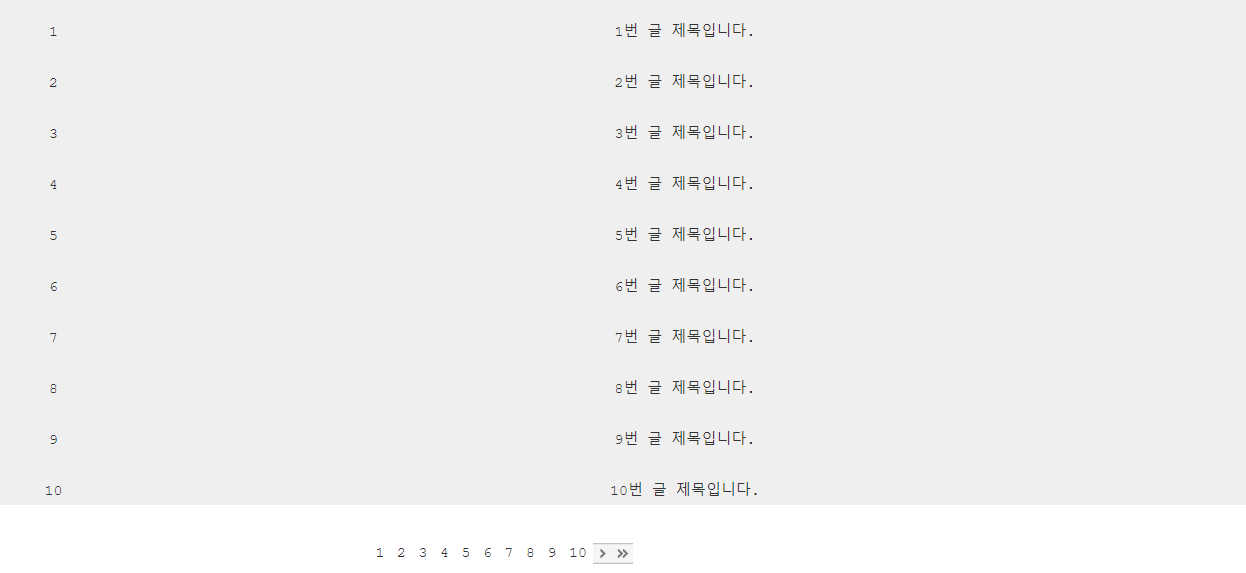 1 1번 글 제목입니다.
2 2번 글 제목입니다.
3 3번 글 제목입니다.
4 4번 글 제목입니다.
5 5번 글 제목입니다.
6 6번 글 제목입니다.
7 7번 글 제목입니다.
8 8번 글 제목입니다.
9 9번 글 제목입니다.
10 10번 글 제목입니다.
1 2 3 4 5 6 7 8 9 10 > »